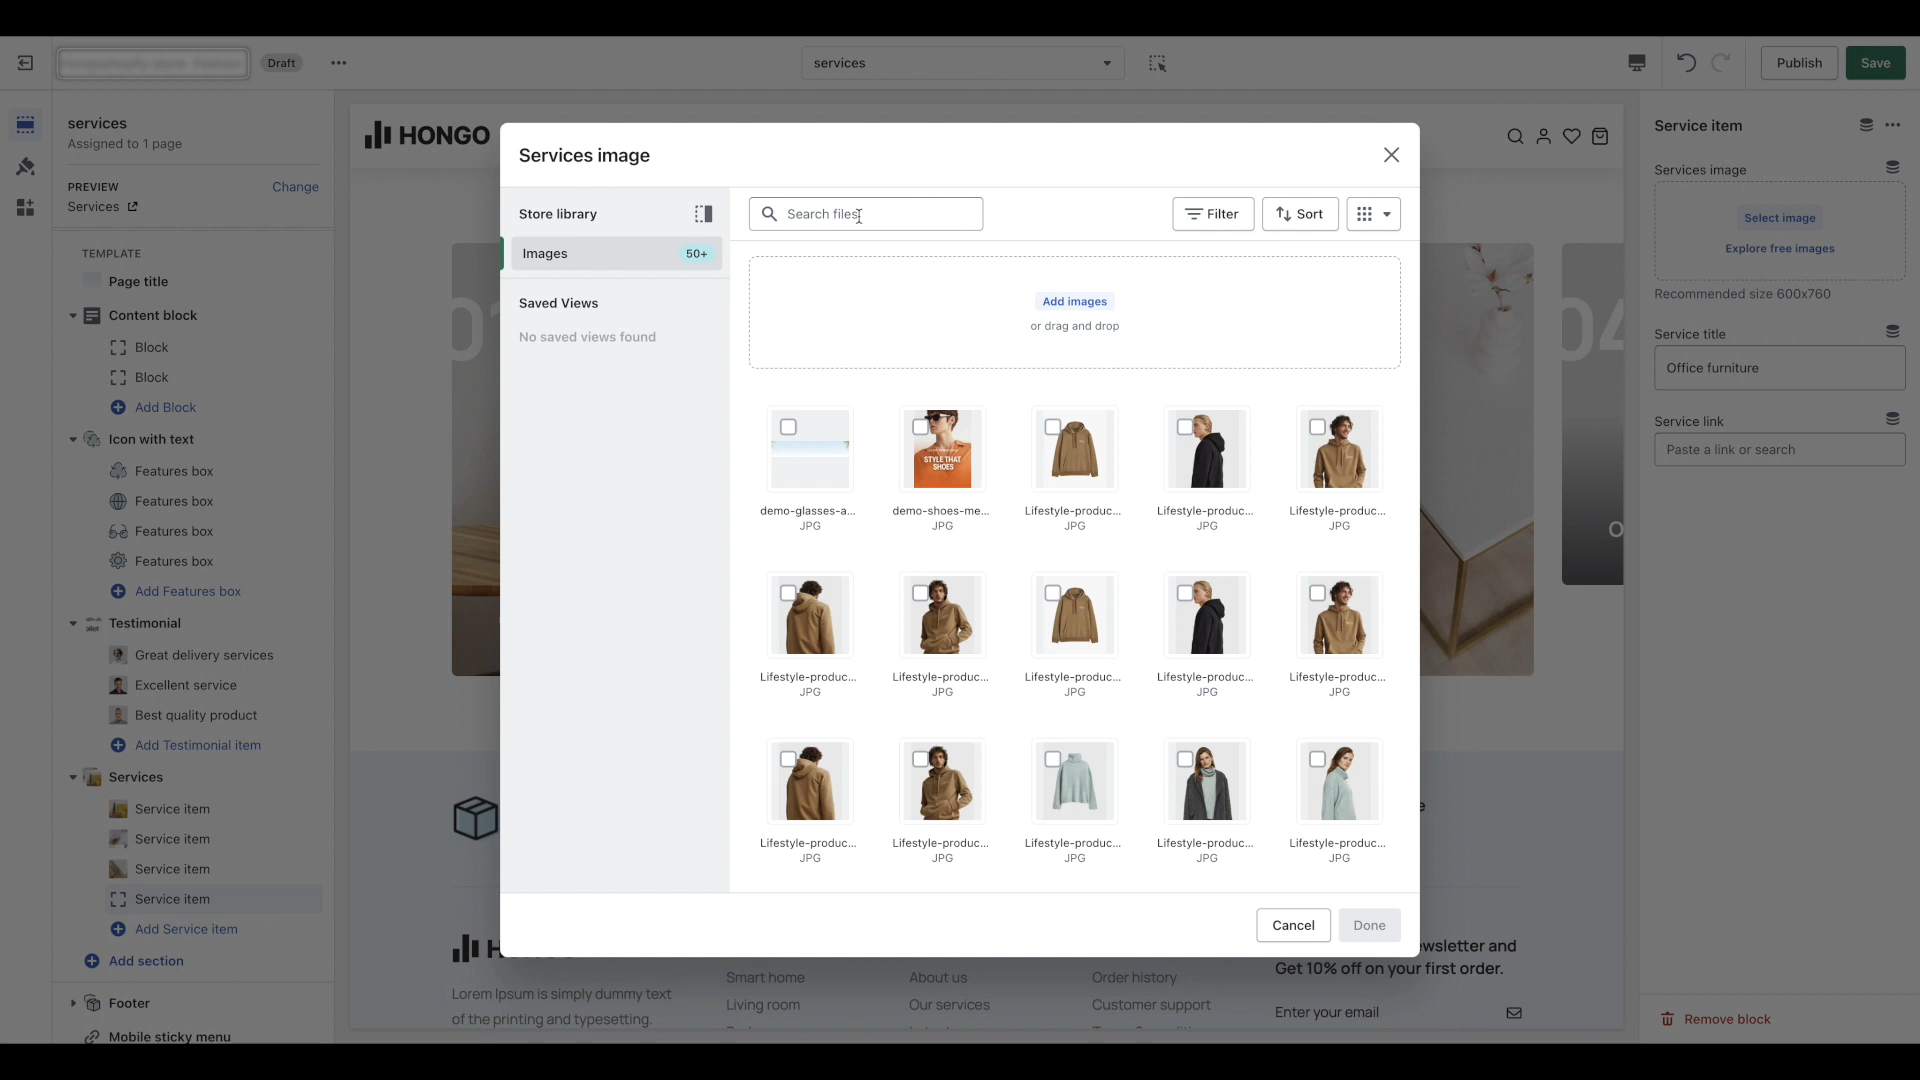 Draft
services
Publish
Save
services
Assigned to 1 page
PREVIEW
Change
Services
TEMPLATE
Page title
Content block
Block
Block
Add Block
Icon with text
Features box
Features box
Features box
Features box
Add Features box
Testimonial
Great delivery services
Excellent service
Best quality product
Add Testimonial item
Services
Service item
Service item
Service item
Service item
Add Service item
Add section
Footer
Mobile sticky menu
HONGO
01
04
Services image
Store library
Images 50+
Saved Views
No saved views found
Search files
Filter
Sort
Add images
or drag and drop
demo-glasses-a...
JPG
demo-shoes-me...
JPG
Lifestyle-produc...
JPG
Lifestyle-produc...
JPG
Lifestyle-produc...
JPG
STYLE THAT
SHOES
Lifestyle-produc...
JPG
Lifestyle-produc...
JPG
Lifestyle-produc...
JPG
Lifestyle-produc...
JPG
Lifestyle-produc...
JPG
Lifestyle-produc...
JPG
Lifestyle-produc...
JPG
Lifestyle-produc...
JPG
Lifestyle-produc...
JPG
Lifestyle-produc...
JPG
Cancel
Done
Lorem Ipsum is simply dummy text
of the printing and typesetting.
Smart home
Living room
About us
Our services
Order history
Customer support
ewsletter and
Get 10% off on your first order.
Enter your email
Service item
Services image
Select image
Explore free images
Recommended size 600x760
Service title
Office furniture
Service link
Paste a link or search
Remove block